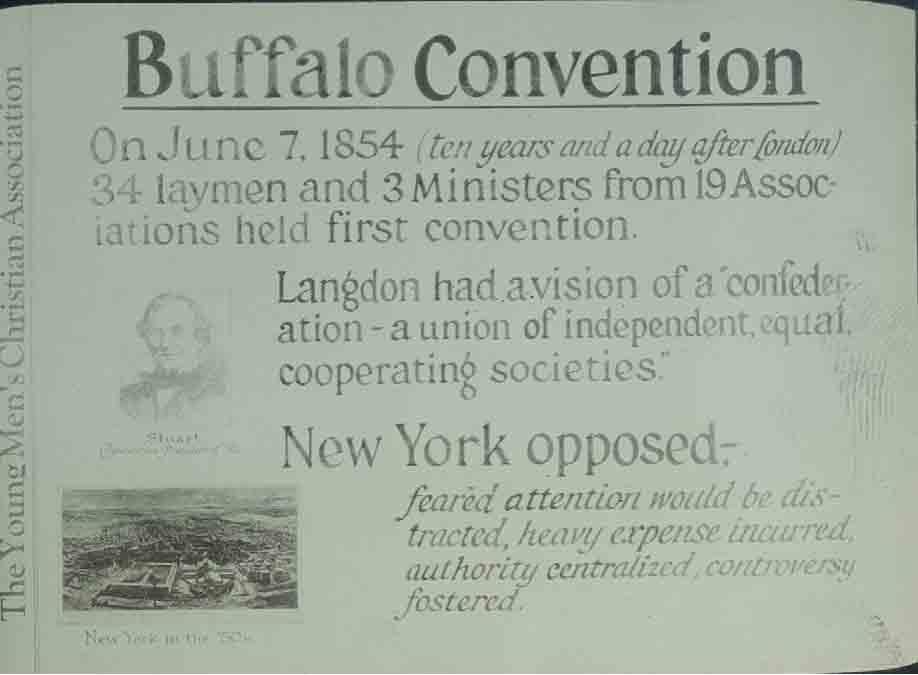 The Young Men's Christian Association
Buffalo Convention
On June 7, 1854 (ten years and a day after London)
34 laymen and 3 Ministers from 19 Assoc-
iations held first convention.
Langdon had a vision of a "confeder-
ation - a union of independent, equal,
cooperating societies."
Stuart
New York opposed;-
feared attention would be dis-
tracted, heavy expense incurred,
authority centralized, controversy
fostered.
New York in the '50s.